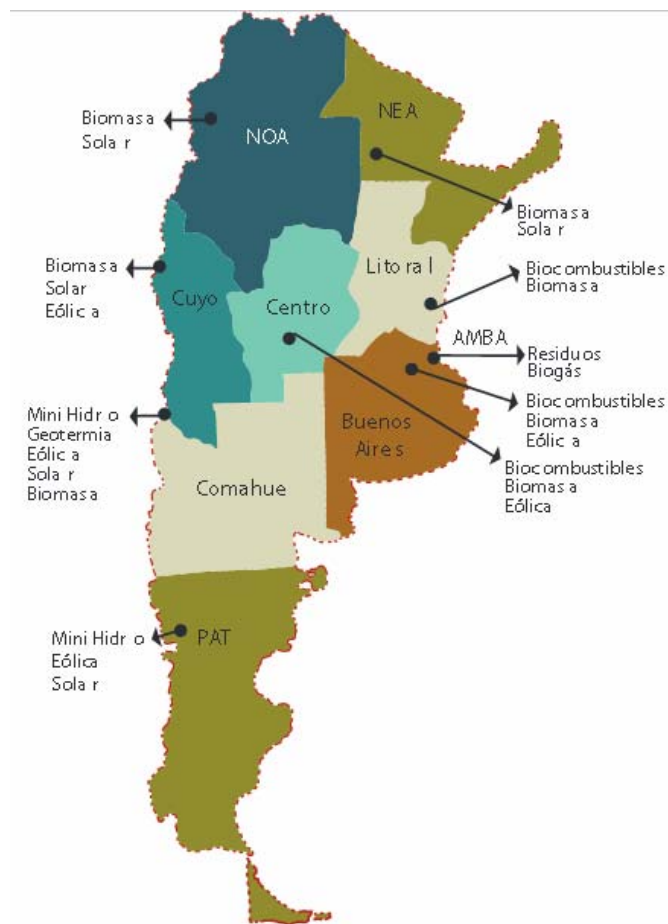 NEA
Biomasa
Solar
NOA
Biomasa
Solar
Litoral
Biomasa
Solar
Eólica
Cuyo
Biocombustibles
Biomasa
Centro
AMBA
Residuos
Biogás
Biocombustibles
Biomasa
Eólica
Mini Hidro
Geotermia
Eólica
Solar
Biomasa
Buenos
Aires
Biocombustibles
Biomasa
Eólica
Comahue
Mini Hidro
Eólica
Solar
PAT